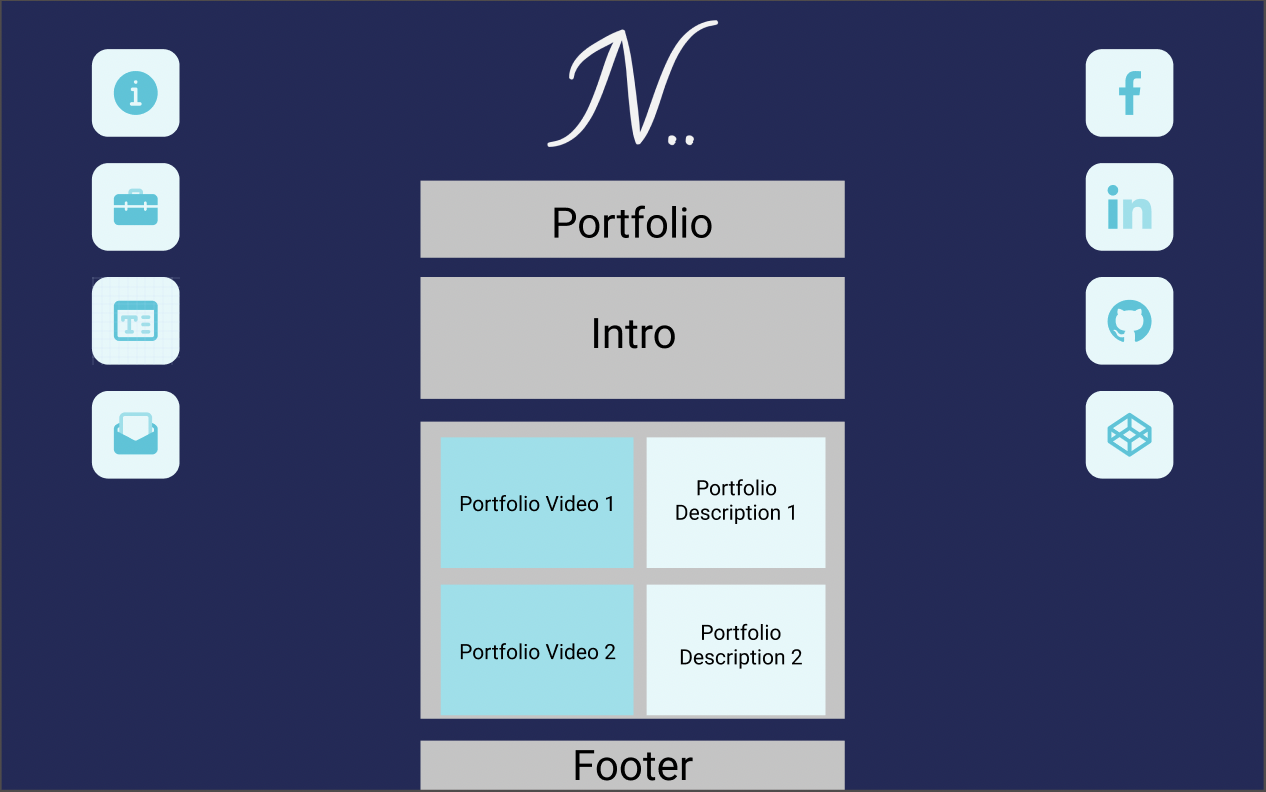 N..
Portfolio
Intro
Portfolio Video 1
Portfolio
Description 1
Portfolio Video 2
Portfolio
Description 2
Footer